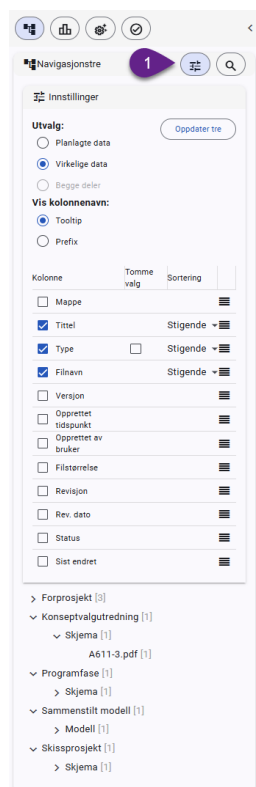 Navigasjonstre
1
Innstillinger
Utvalg:
Oppdater tre
Planlagte data
Virkelige data
Begge deler
Vis kolonnenavn:
Tooltip
Prefix
Kolonne
Tomme
valg
Sortering
Mappe
Tittel
Stigende
Type
Stigende
Filnavn
Stigende
Versjon
Opprettet
tidspunkt
Opprettet av
bruker
Filstørrelse
Revisjon
Rev. dato
Status
Sist endret
Forprosjekt [3]
Konseptvalgutredning [1]
Skjema [1]
A611-3.pdf [1]
Programfase [1]
Skjema [1]
Sammenstilt modell [1]
Modell [1]
Skissprosjekt [1]
Skjema [1]